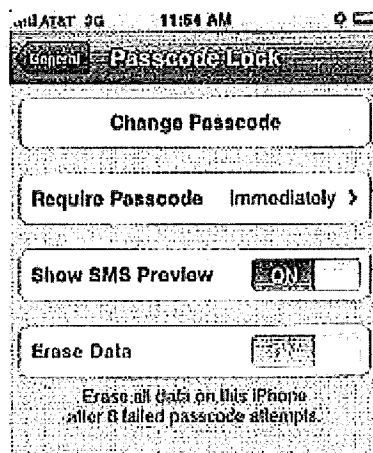 AT&T 3G 11:54 AM
General Passcode Lock
Change Passcode
Require Passcode Immediately >
Show SMS Preview ON
Erase Data
Erase all data on this iPhone
after 8 failed passcode attempts.